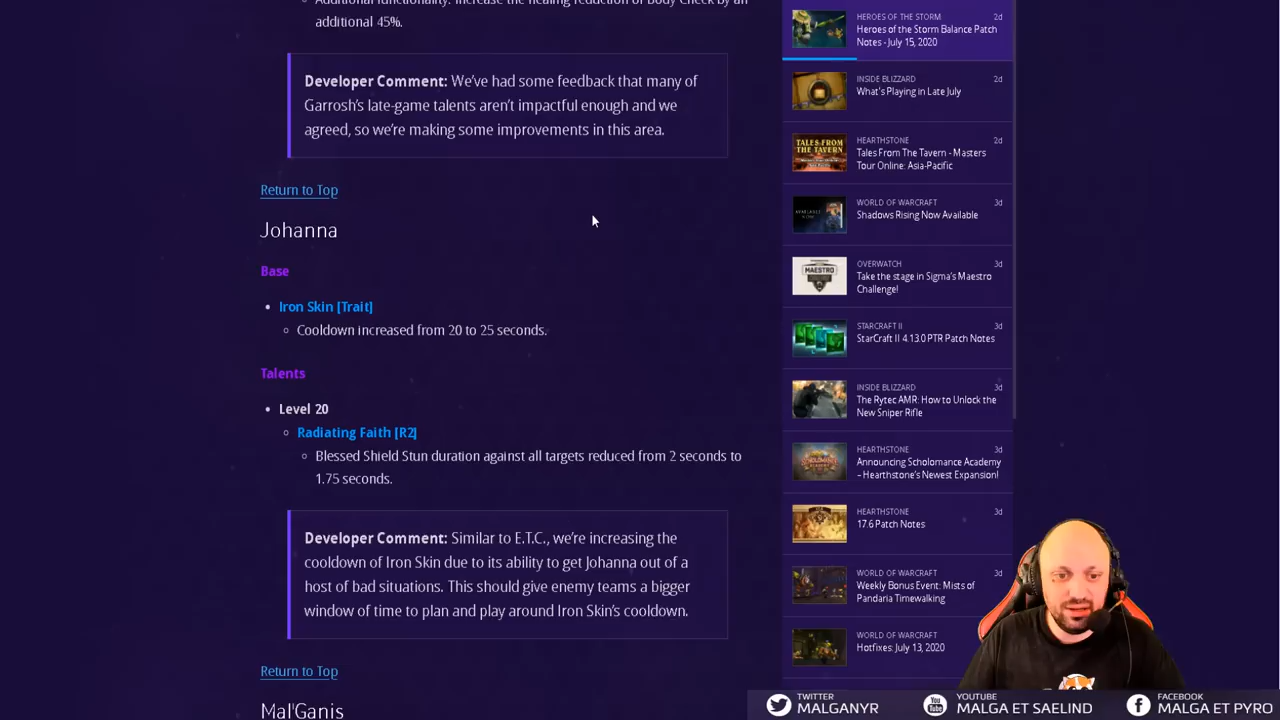 Additional functionality: Increase the healing reduction of Body Check by an
additional 45%.
Developer Comment: We've had some feedback that many of
Garrosh's late-game talents aren't impactful enough and we
agreed, so we're making some improvements in this area.
Return to Top
Johanna
Base
• Iron Skin [Trait]
Cooldown increased from 20 to 25 seconds.
Talents
• Level 20
Radiating Faith [R2]
Blessed Shield Stun duration against all targets reduced from 2 seconds to
1.75 seconds.
Developer Comment: Similar to E.T.C., we're increasing the
cooldown of Iron Skin due to its ability to get Johanna out of a
host of bad situations. This should give enemy teams a bigger
window of time to plan and play around Iron Skin's cooldown.
Return to Top
Mal'Ganis
HEROES OF THE STORM 2d
Heroes of the Storm Balance Patch
Notes - July 15, 2020
INSIDE BLIZZARD 2d
What's Playing in Late July
TALES FROM
THE TAVERN
HEARTHSTONE 2d
Tales From The Tavern - Masters
Tour Online: Asia-Pacific
WORLD OF WARCRAFT 3d
Shadows Rising Now Available
MAESTRO
OVERWATCH 3d
Take the stage in Sigma's Maestro
Challenge!
STARCRAFT II 3d
StarCraft II 4.13.0 PTR Patch Notes
INSIDE BLIZZARD 3d
The Rytec AMR: How to Unlock the
New Sniper Rifle
HEARTHSTONE 3d
Announcing Scholomance Academy
– Hearthstone's Newest Expansion!
HEARTHSTONE 3d
17.6 Patch Notes
WORLD OF WARCRAFT 3d
Weekly Bonus Event: Mists of
Pandaria Timewalking
WORLD OF WARCRAFT
Hotfixes: July 13, 2020
TWITTER
MALGANYR
YOUTUBE
MALGA ET SAELIND
FACEBOOK
MALGA ET PYRO